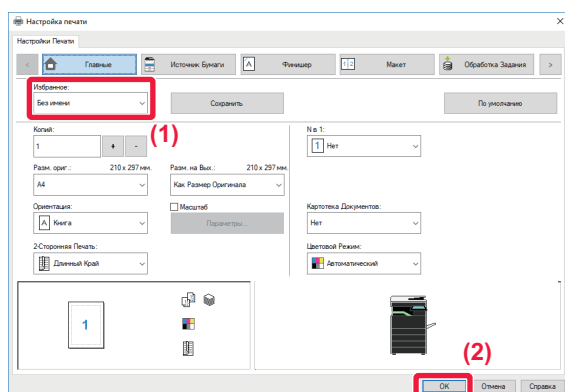 Настройка печати
Настройки Печати
Главные
Источник Бумаги
Финишер
Макет
Обработка Задания
Избранное:
Без имени
Сохранить
По умолчанию
(1)
Копий:
1
+
-
N в 1:
1 Нет
Разм. ориг.: 210 x 297 мм.
A4
Разм. на Вых.: 210 x 297 мм.
Как Размер Оригинала
Ориентация:
A Книга
Масштаб
Параметры...
Картотека Документов:
Нет
2-Сторонняя Печать:
Длинный Край
Цветовой Режим:
Автоматический
1
(2)
OK
Отмена
Справка